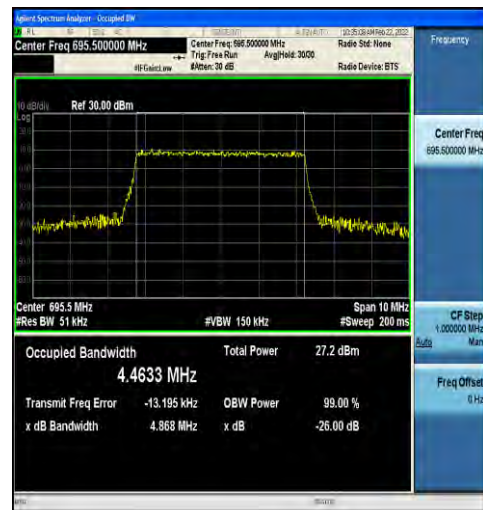 Agilent Spectrum Analyzer - Occupied BW
Center Freq 695.500000 MHz
Center Freq: 695.500000 MHz
Radio Std: None
Frequency
Trig: Free Run
Avg|Hold: 30/30
#IFGain:Low
#Atten: 30 dB
Radio Device: BTS
10 dB/div
Ref 30.00 dBm
Log
Center Freq
695.500000 MHz
Center 695.5 MHz
Span 10 MHz
#Res BW 51 kHz
#VBW 150 kHz
#Sweep 200 ms
CF Step
1.000000 MHz
Auto
Man
Occupied Bandwidth
Total Power
27.2 dBm
4.4633 MHz
Freq Offset
0 Hz
Transmit Freq Error
-13.195 kHz
OBW Power
99.00 %
x dB Bandwidth
4.868 MHz
x dB
-26.00 dB